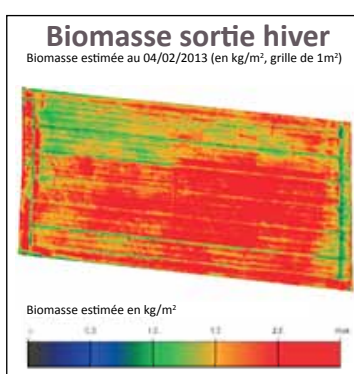 Biomasse sortie hiver
Biomasse estimée au 04/02/2013 (en kg/m², grille de 1m²)
Biomasse estimée en kg/m²